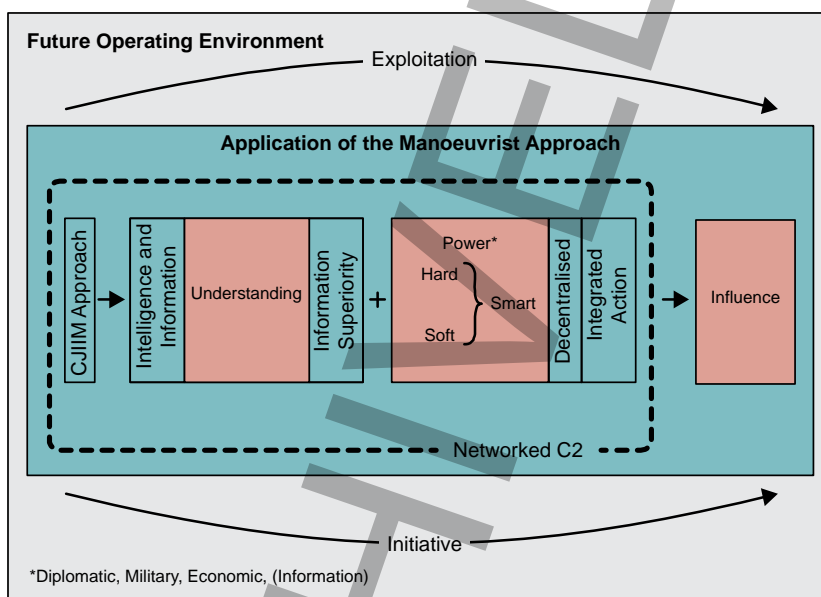 Future Operating Environment
Exploitation
Application of the Manoeuvrist Approach
CJIIM Approach
Intelligence and
Information
Understanding
Information
Superiority
+
Power*
Hard
Smart
Soft
Decentralised
Integrated
Action
Influence
Networked C2
Initiative
*Diplomatic, Military, Economic, (Information)